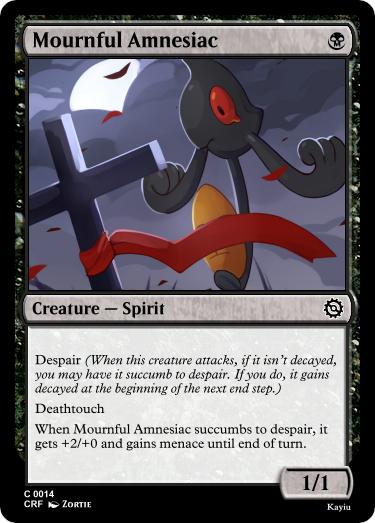 Mournful Amnesiac
Creature — Spirit
Despair (When this creature attacks, if it isn't decayed,
you may have it succumb to despair. If you do, it gains
decayed at the beginning of the next end step.)
Deathtouch
When Mournful Amnesiac succumbs to despair, it
gets +2/+0 and gains menace until end of turn.
1/1
C 0014
CRF ZORTIE
Kayiu